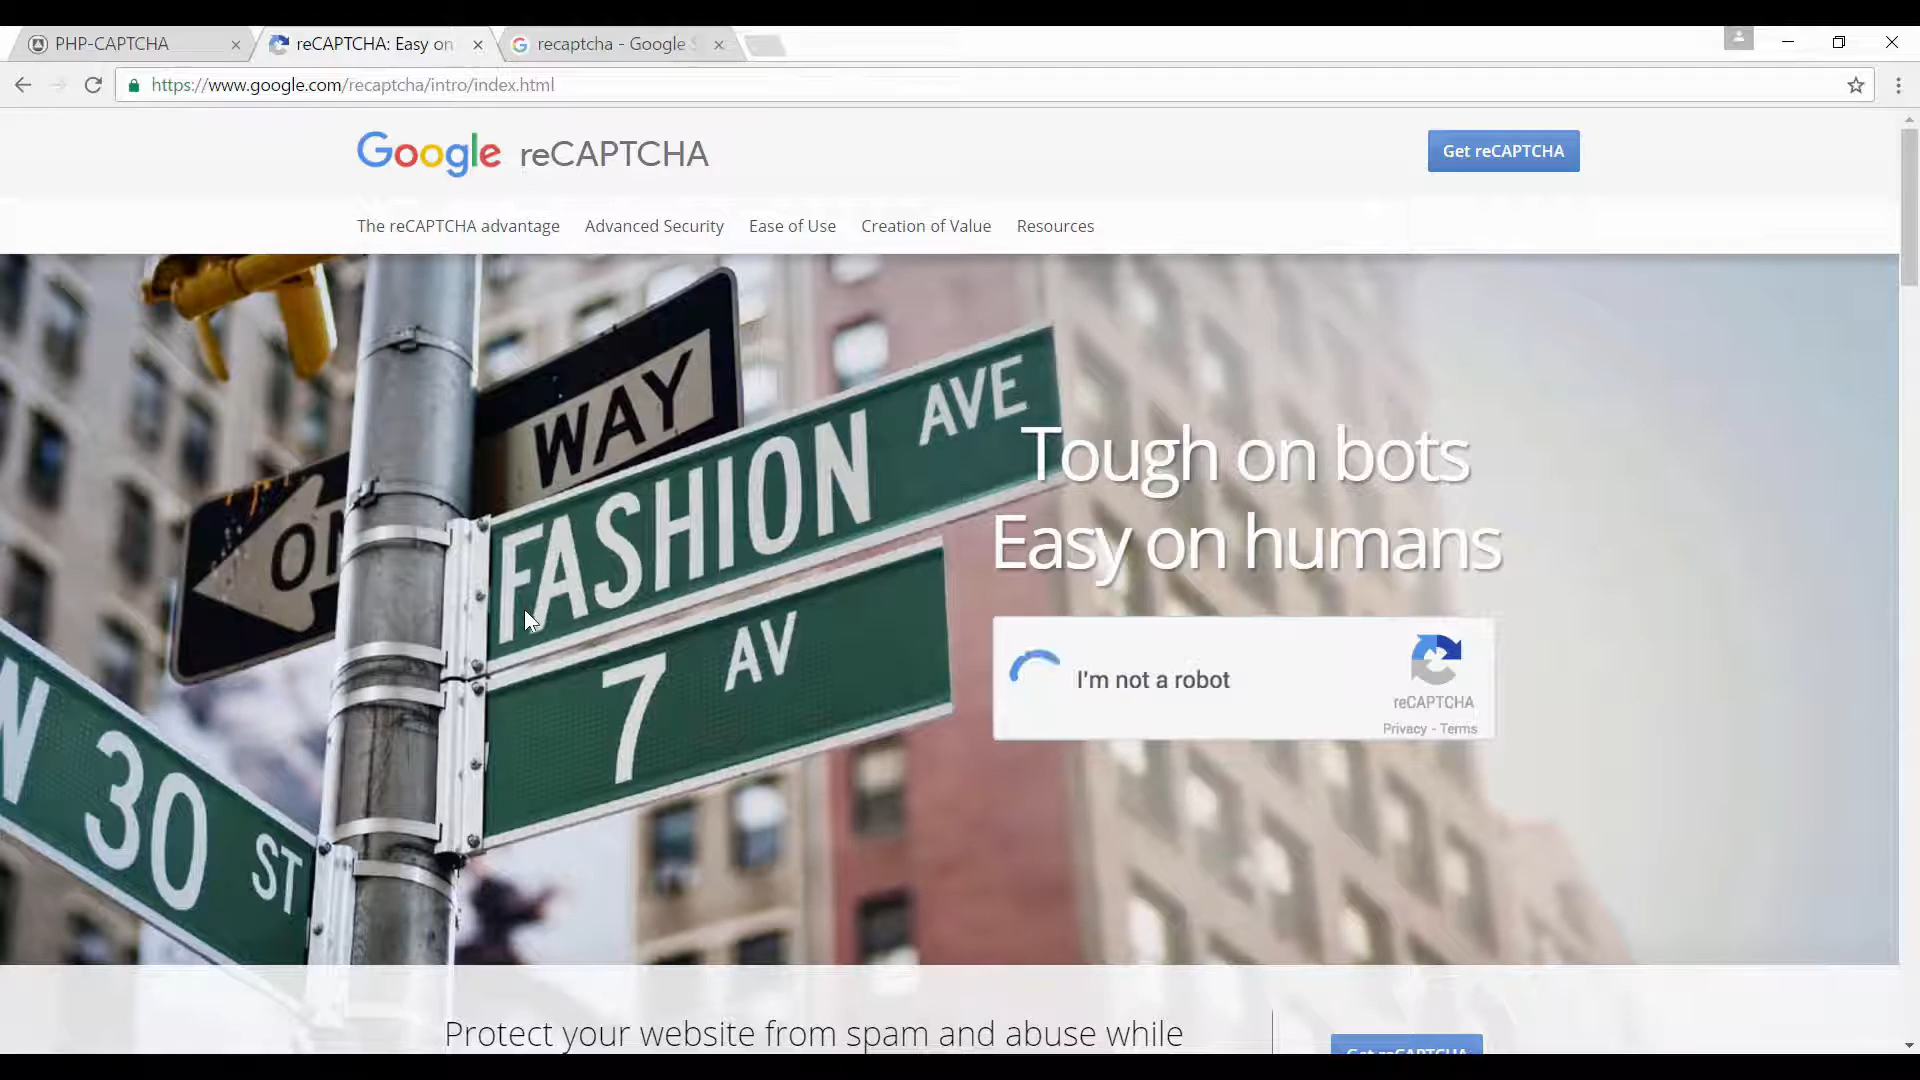 PHP-CAPTCHA
reCAPTCHA: Easy on
recaptcha - Google S
https://www.google.com/recaptcha/intro/index.html
Google reCAPTCHA
Get reCAPTCHA
The reCAPTCHA advantage
Advanced Security
Ease of Use
Creation of Value
Resources
WAY
ON
FASHION AVE
7 AV
W 30 ST
Tough on bots
Easy on humans
I'm not a robot
reCAPTCHA
Privacy - Terms
Protect your website from spam and abuse while
Get reCAPTCHA